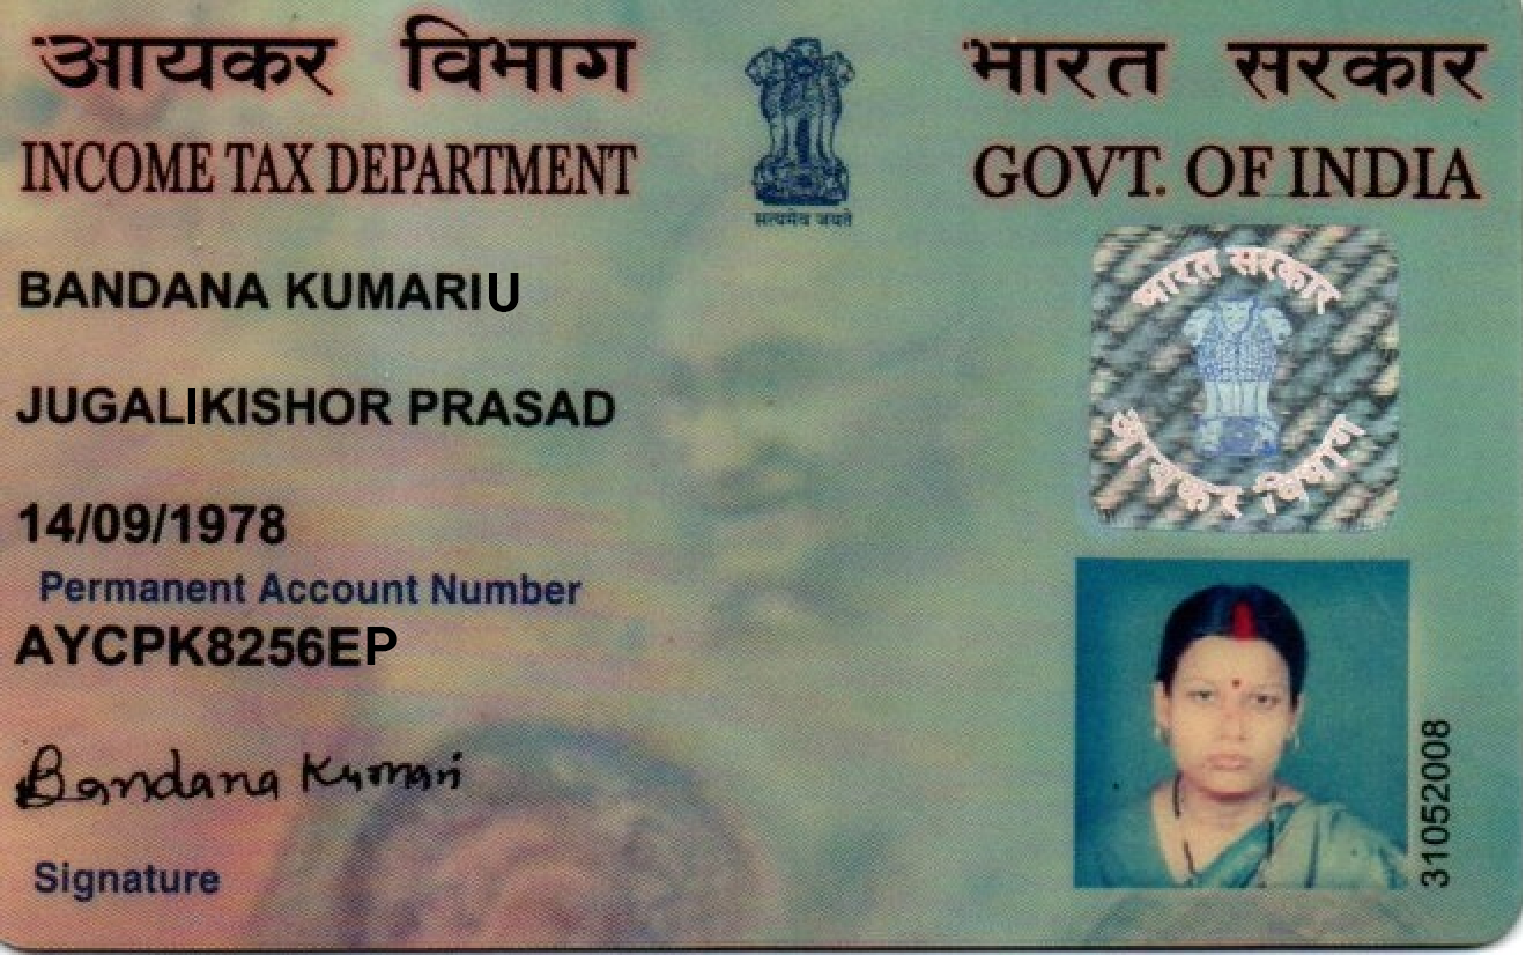 आयकर विभाग
INCOME TAX DEPARTMENT
भारत सरकार
GOVT. OF INDIA
सत्यमेव जयते
BANDANA KUMARIU
JUGALIKISHOR PRASAD
14/09/1978
Permanent Account Number
AYCPK8256EP
Bandana Kumari
Signature
भारत सरकार
आयकर विभाग
31052008